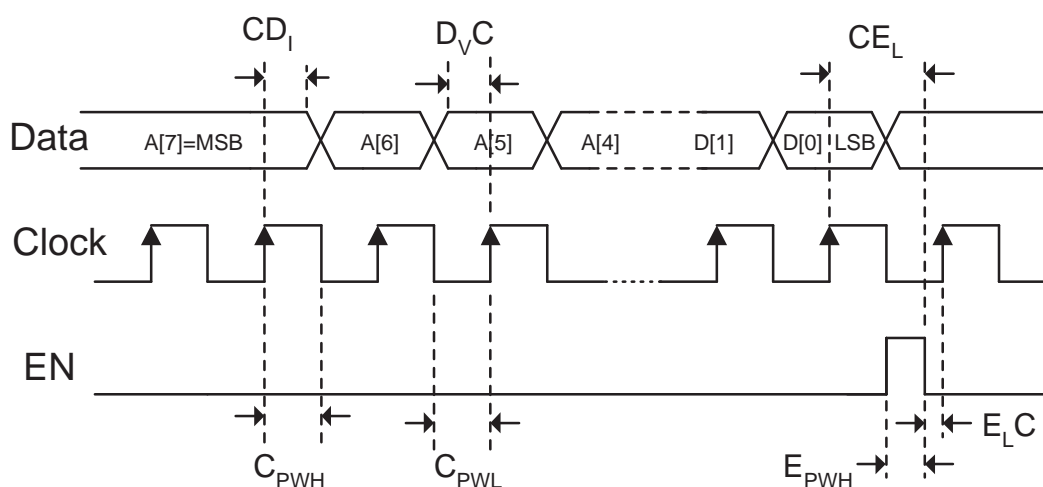 CD_I D_VC CE_L
Data A[7]=MSB A[6] A[5] A[4] D[1] D[0] LSB
Clock
EN
E_LC
C_PWH C_PWL E_PWH